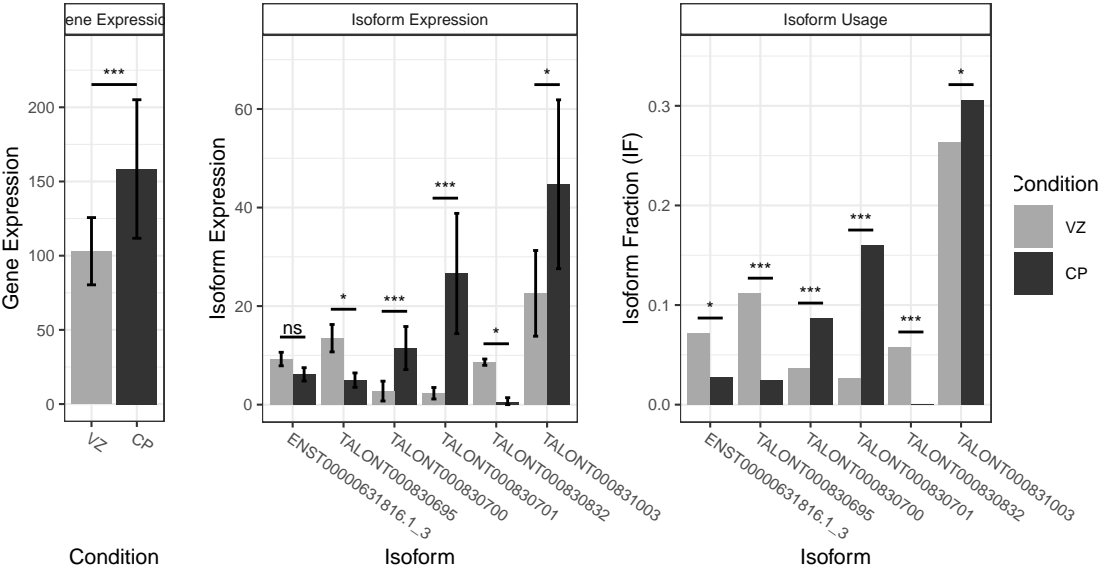 ene Expressio
Gene Expression
***
200
150
100
50
0
VZ
CP
Condition
Isoform Expression
Isoform Expression
60
40
20
0
ns
*
***
***
*
*
ENST00000631816.1_3
TALONT000830695
TALONT000830700
TALONT000830701
TALONT000830832
TALONT000831003
Isoform
Isoform Usage
Isoform Fraction (IF)
0.3
0.2
0.1
0.0
*
***
***
***
***
*
ENST00000631816.1_3
TALONT000830695
TALONT000830700
TALONT000830701
TALONT000830832
TALONT000831003
Isoform
Condition
VZ
CP